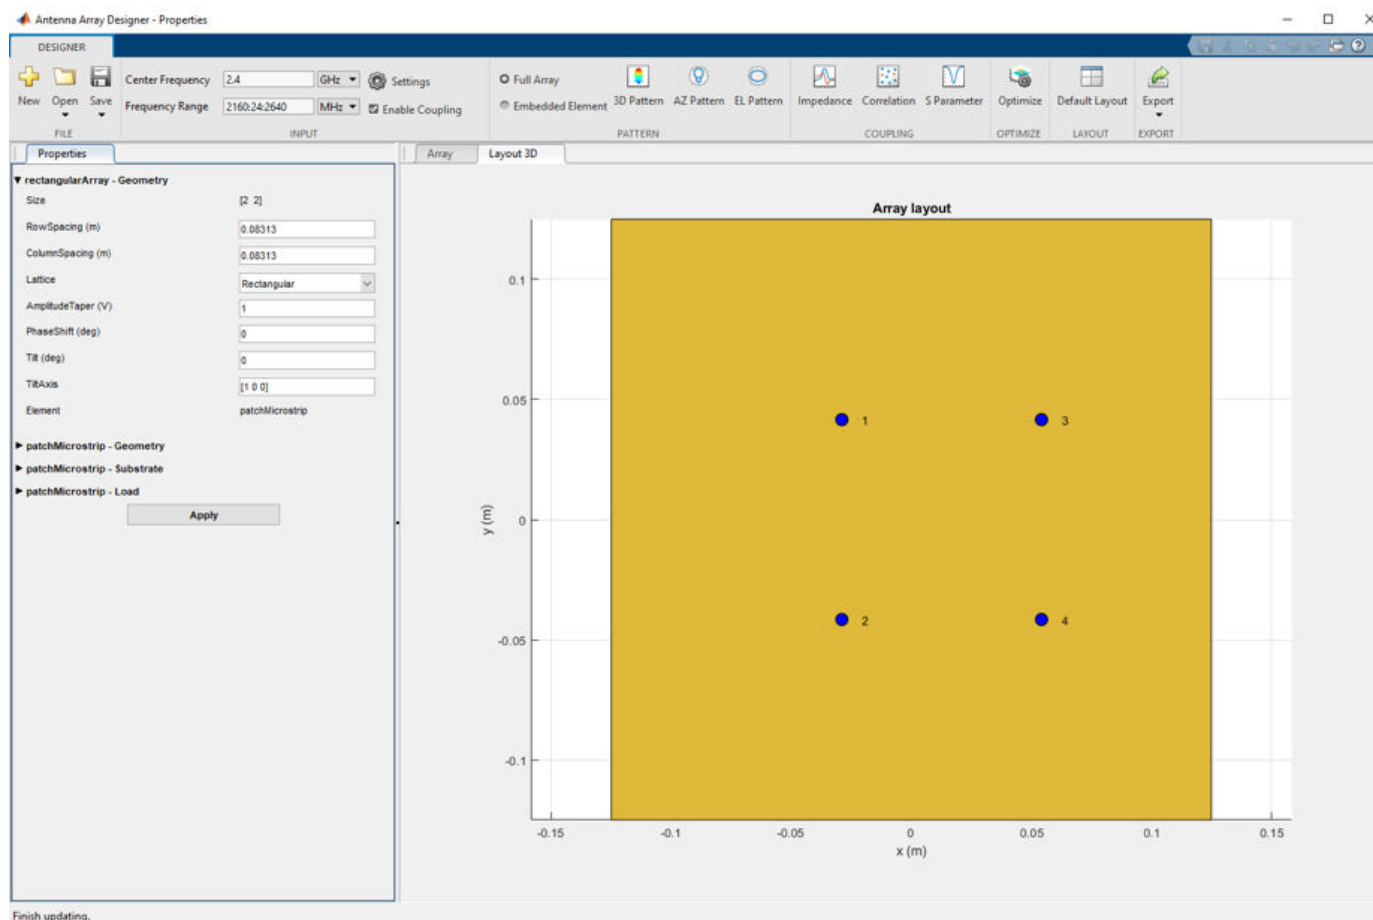 Antenna Array Designer - Properties
DESIGNER
New Open Save
FILE
Center Frequency 2.4 GHz Settings
Frequency Range 2160:24:2640 MHz Enable Coupling
INPUT
Full Array
Embedded Element
3D Pattern AZ Pattern EL Pattern
PATTERN
Impedance Correlation S Parameter
COUPLING
Optimize
OPTIMIZE
Default Layout
LAYOUT
Export
EXPORT
Properties
rectangularArray - Geometry
Size [2 2]
RowSpacing (m) 0.08313
ColumnSpacing (m) 0.08313
Lattice Rectangular
AmplitudeTaper (V) 1
PhaseShift (deg) 0
Tilt (deg) 0
TiltAxis [1 0 0]
Element patchMicrostrip
patchMicrostrip - Geometry
patchMicrostrip - Substrate
patchMicrostrip - Load
Apply
Array Layout 3D
Array layout
0.1
0.05
0
-0.05
-0.1
y (m)
1 3
2 4
-0.15 -0.1 -0.05 0 0.05 0.1 0.15
x (m)
Finish updating.